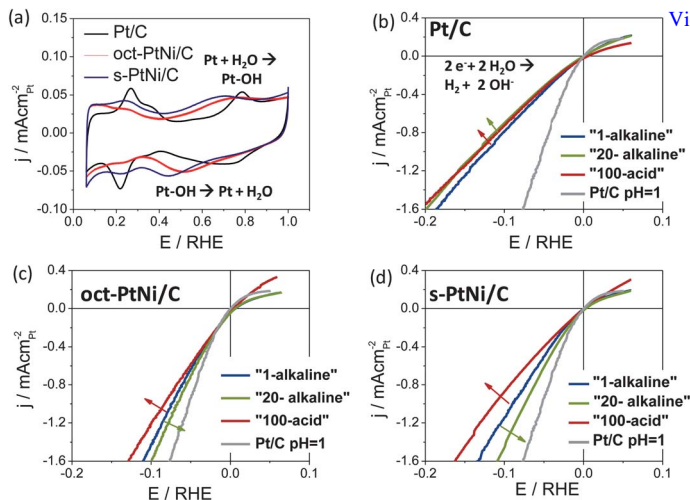 (a)
0.10
0.05
0.00
-0.05
-0.10
j / mAcm⁻²Pt
Pt/C
oct-PtNi/C
s-PtNi/C
Pt + H₂O →
Pt-OH
Pt-OH → Pt + H₂O
0.0 0.2 0.4 0.6 0.8 1.0
E / RHE
Vi
(b)
Pt/C
0.4
0.0
-0.4
-0.8
-1.2
-1.6
j / mAcm⁻²Pt
2 e⁻+ 2 H₂O →
H₂ + 2 OH⁻
"1-alkaline"
"20- alkaline"
"100-acid"
Pt/C pH=1
-0.2 -0.1 0.0 0.1
E / RHE
(c)
oct-PtNi/C
0.4
0.0
-0.4
-0.8
-1.2
-1.6
j / mAcm⁻²Pt
"1-alkaline"
"20- alkaline"
"100-acid"
Pt/C pH=1
-0.2 -0.1 0.0 0.1
E / RHE
(d)
s-PtNi/C
0.4
0.0
-0.4
-0.8
-1.2
-1.6
j / mAcm⁻²Pt
"1-alkaline"
"20- alkaline"
"100-acid"
Pt/C pH=1
-0.2 -0.1 0.0 0.1
E / RHE